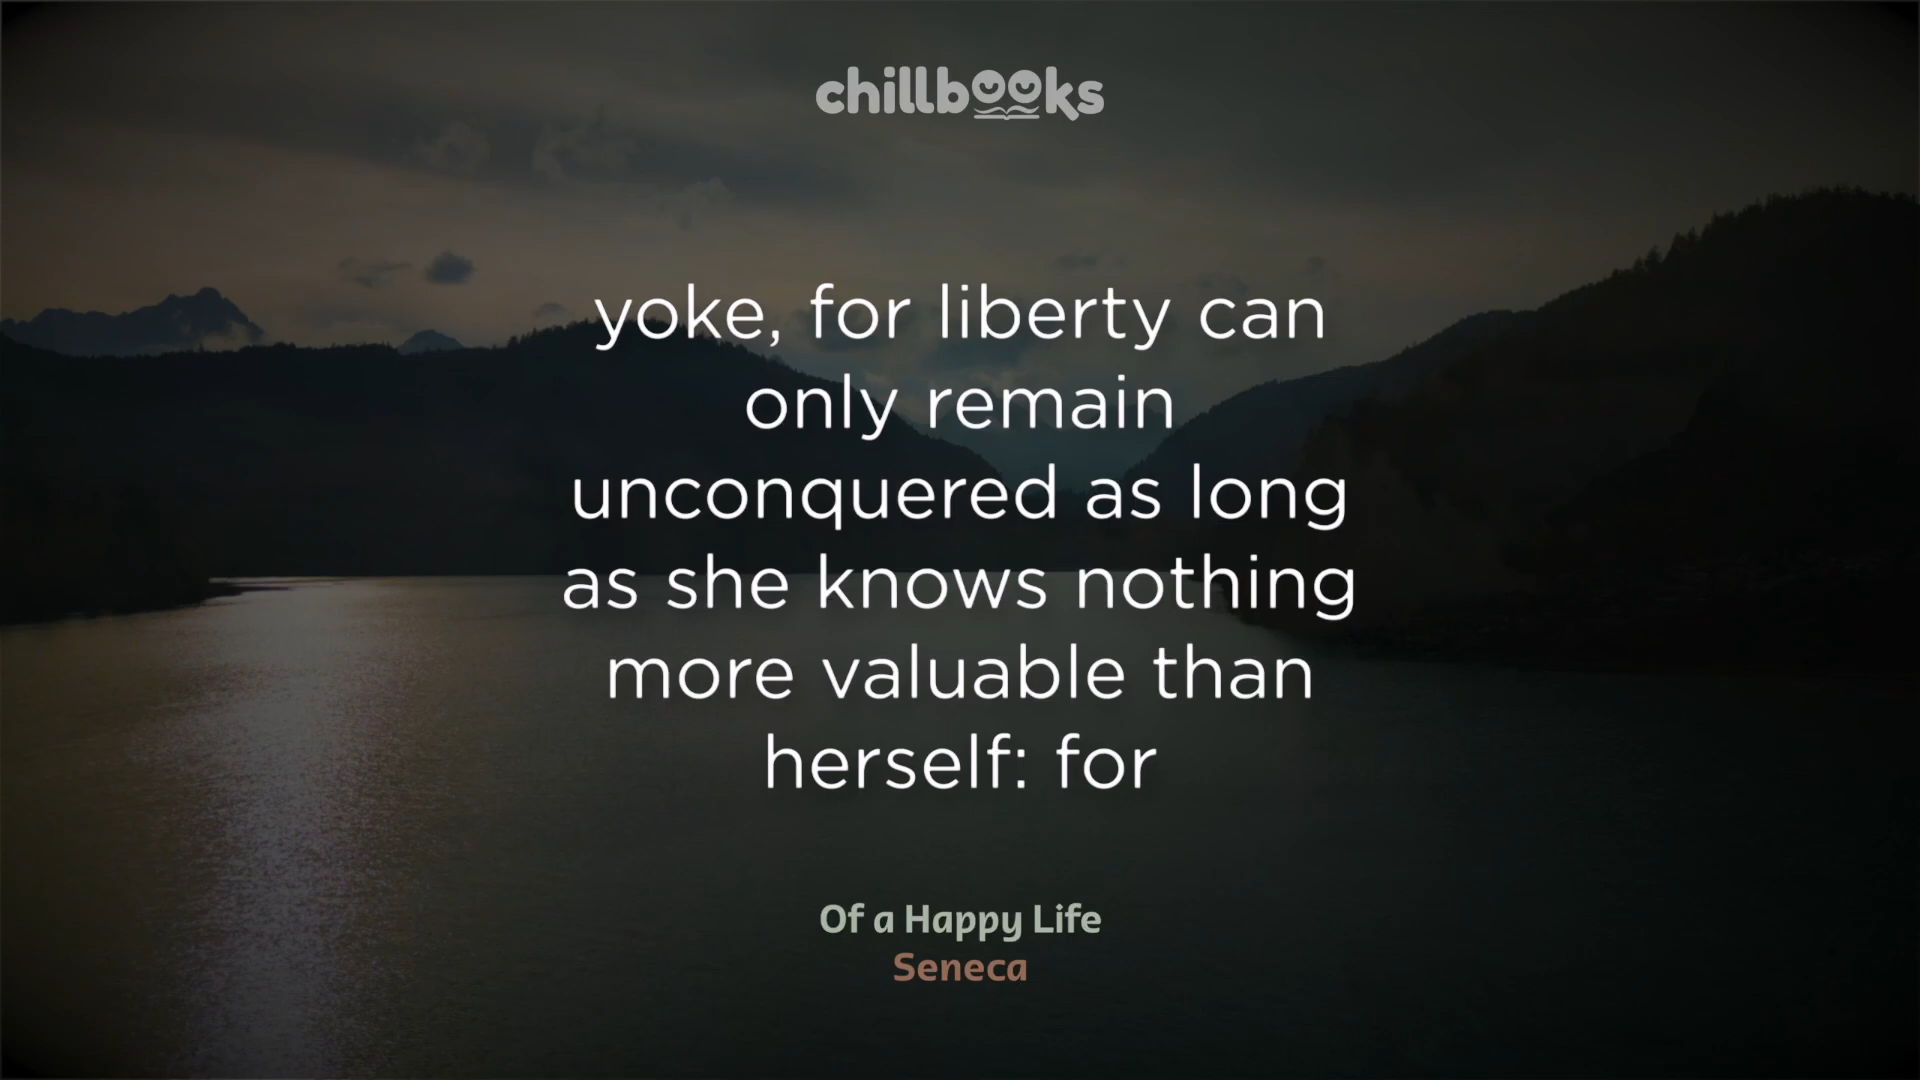 chillbooks
yoke, for liberty can
only remain
unconquered as long
as she knows nothing
more valuable than
herself: for
Of a Happy Life
Seneca